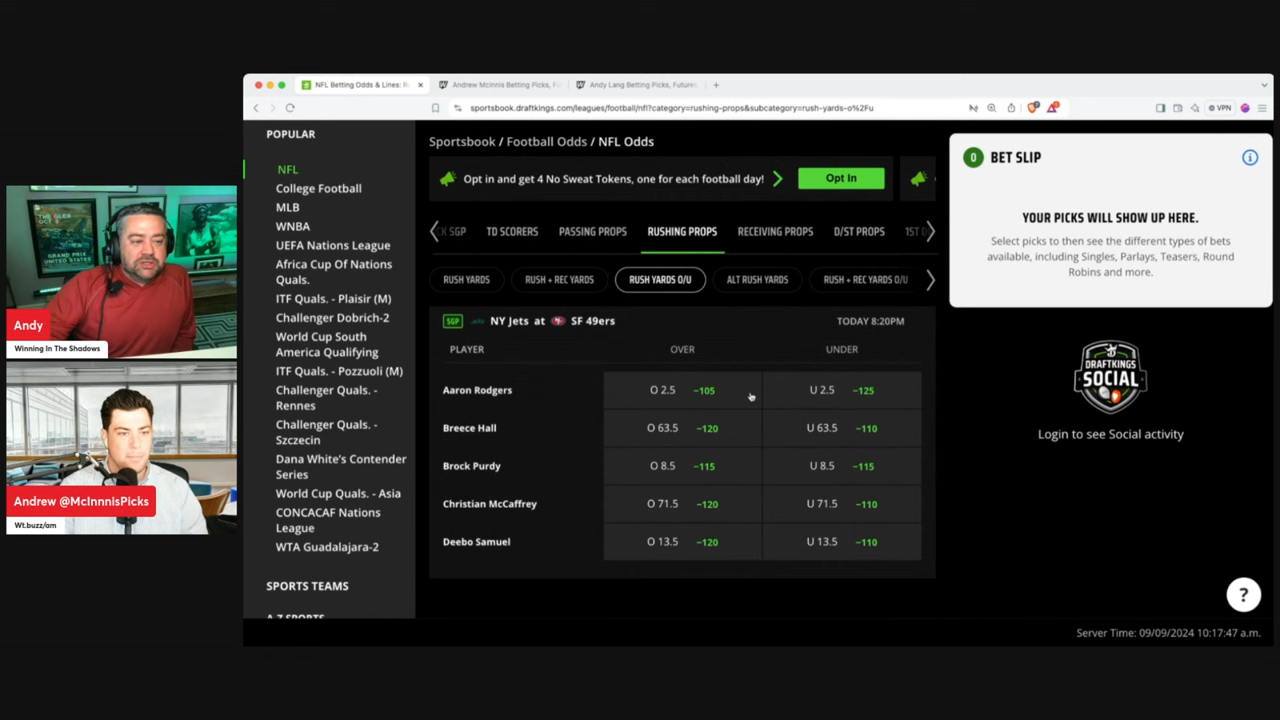 NFL Betting Odds & Lines: R
Andrew McInnis Betting Picks, F
Andy Lang Betting Picks, Future
sportsbook.draftkings.com/leagues/football/nfl?category=rushing-props&subcategory=rush-yards-o%2Fu
VPN
POPULAR
NFL
College Football
MLB
WNBA
UEFA Nations League
Africa Cup Of Nations
Quals.
ITF Quals. - Plaisir (M)
Challenger Dobrich-2
World Cup South
America Qualifying
ITF Quals. - Pozzuoli (M)
Challenger Quals. -
Rennes
Challenger Quals. -
Szczecin
Dana White's Contender
Series
World Cup Quals. - Asia
CONCACAF Nations
League
WTA Guadalajara-2
SPORTS TEAMS
Sportsbook / Football Odds / NFL Odds
Opt in and get 4 No Sweat Tokens, one for each football day!
Opt In
CK SGP
TD SCORERS
PASSING PROPS
RUSHING PROPS
RECEIVING PROPS
D/ST PROPS
1ST D
RUSH YARDS
RUSH + REC YARDS
RUSH YARDS O/U
ALT RUSH YARDS
RUSH + REC YARDS O/U
SGP NY Jets at SF 49ers TODAY 8:20PM
PLAYER OVER UNDER
Aaron Rodgers O 2.5 −105 U 2.5 −125
Breece Hall O 63.5 −120 U 63.5 −110
Brock Purdy O 8.5 −115 U 8.5 −115
Christian McCaffrey O 71.5 −120 U 71.5 −110
Deebo Samuel O 13.5 −120 U 13.5 −110
0 BET SLIP
YOUR PICKS WILL SHOW UP HERE.
Select picks to then see the different types of bets
available, including Singles, Parlays, Teasers, Round
Robins and more.
DRAFTKINGS
SOCIAL
Login to see Social activity
?
Server Time: 09/09/2024 10:17:47 a.m.
THE GLEN
GRAND PRIX
UNITED STATES
Andy
Winning In The Shadows
Andrew @McInnnisPicks
Wt.buzz/am